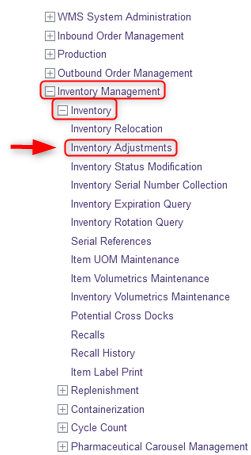 WMS System Administration
Inbound Order Management
Production
Outbound Order Management
Inventory Management
Inventory
Inventory Relocation
Inventory Adjustments
Inventory Status Modification
Inventory Serial Number Collection
Inventory Expiration Query
Inventory Rotation Query
Serial References
Item UOM Maintenance
Item Volumetrics Maintenance
Inventory Volumetrics Maintenance
Potential Cross Docks
Recalls
Recall History
Item Label Print
Replenishment
Containerization
Cycle Count
Pharmaceutical Carousel Management